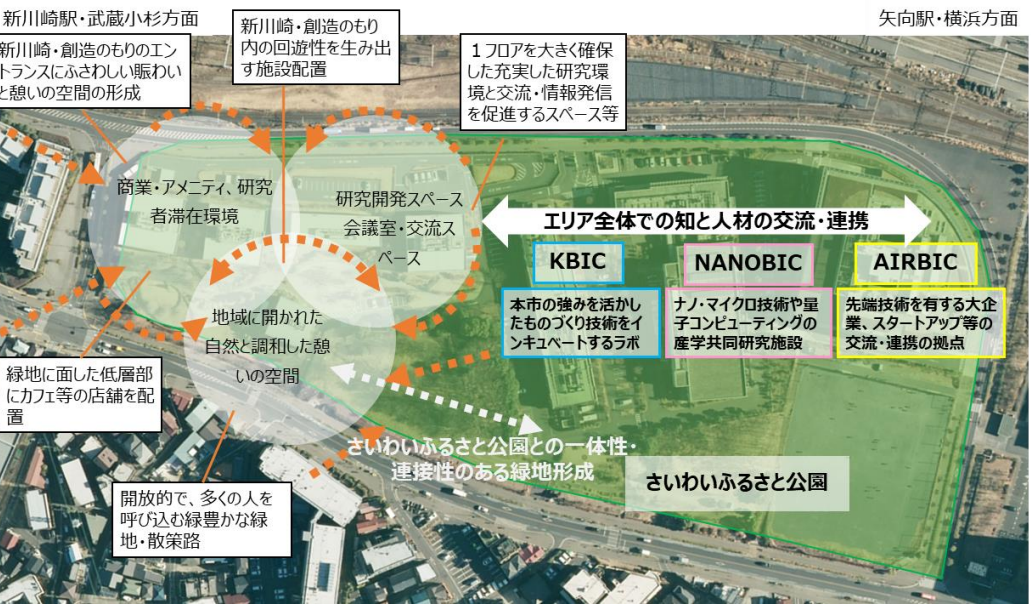 新川崎駅・武蔵小杉方面
矢向駅・横浜方面
新川崎・創造のもりのエン
トランスにふさわしい賑わい
と憩いの空間の形成
新川崎・創造のもり
内の回遊性を生み出
す施設配置
１フロアを大きく確保
した充実した研究環
境と交流・情報発信
を促進するスペース等
商業・アメニティ、研究
者滞在環境
研究開発スペース
会議室・交流ス
ペース
地域に開かれた
自然と調和した憩
いの空間
エリア全体での知と人材の交流・連携
KBIC
本市の強みを活かし
たものづくり技術をイ
ンキュベートするラボ
NANOBIC
ナノ・マイクロ技術や量
子コンピューティングの
産学共同研究施設
AIRBIC
先端技術を有する大企
業、スタートアップ等の
交流・連携の拠点
緑地に面した低層部
にカフェ等の店舗を配
置
さいわいふるさと公園との一体性・
連接性のある緑地形成
さいわいふるさと公園
開放的で、多くの人を
呼び込む緑豊かな緑
地・散策路